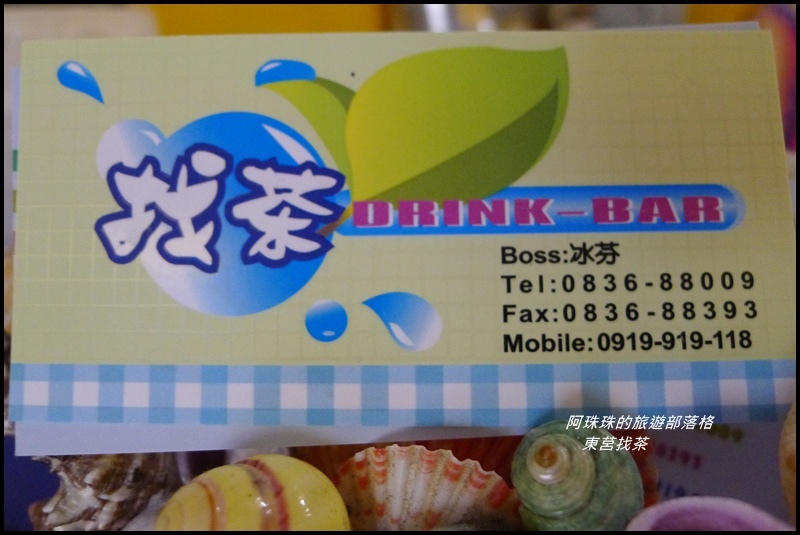 找茶
DRINK-BAR
Boss:冰芬
Tel:0836-88009
Fax:0836-88393
Mobile:0919-919-118
阿珠珠的旅遊部落格
東莒找茶